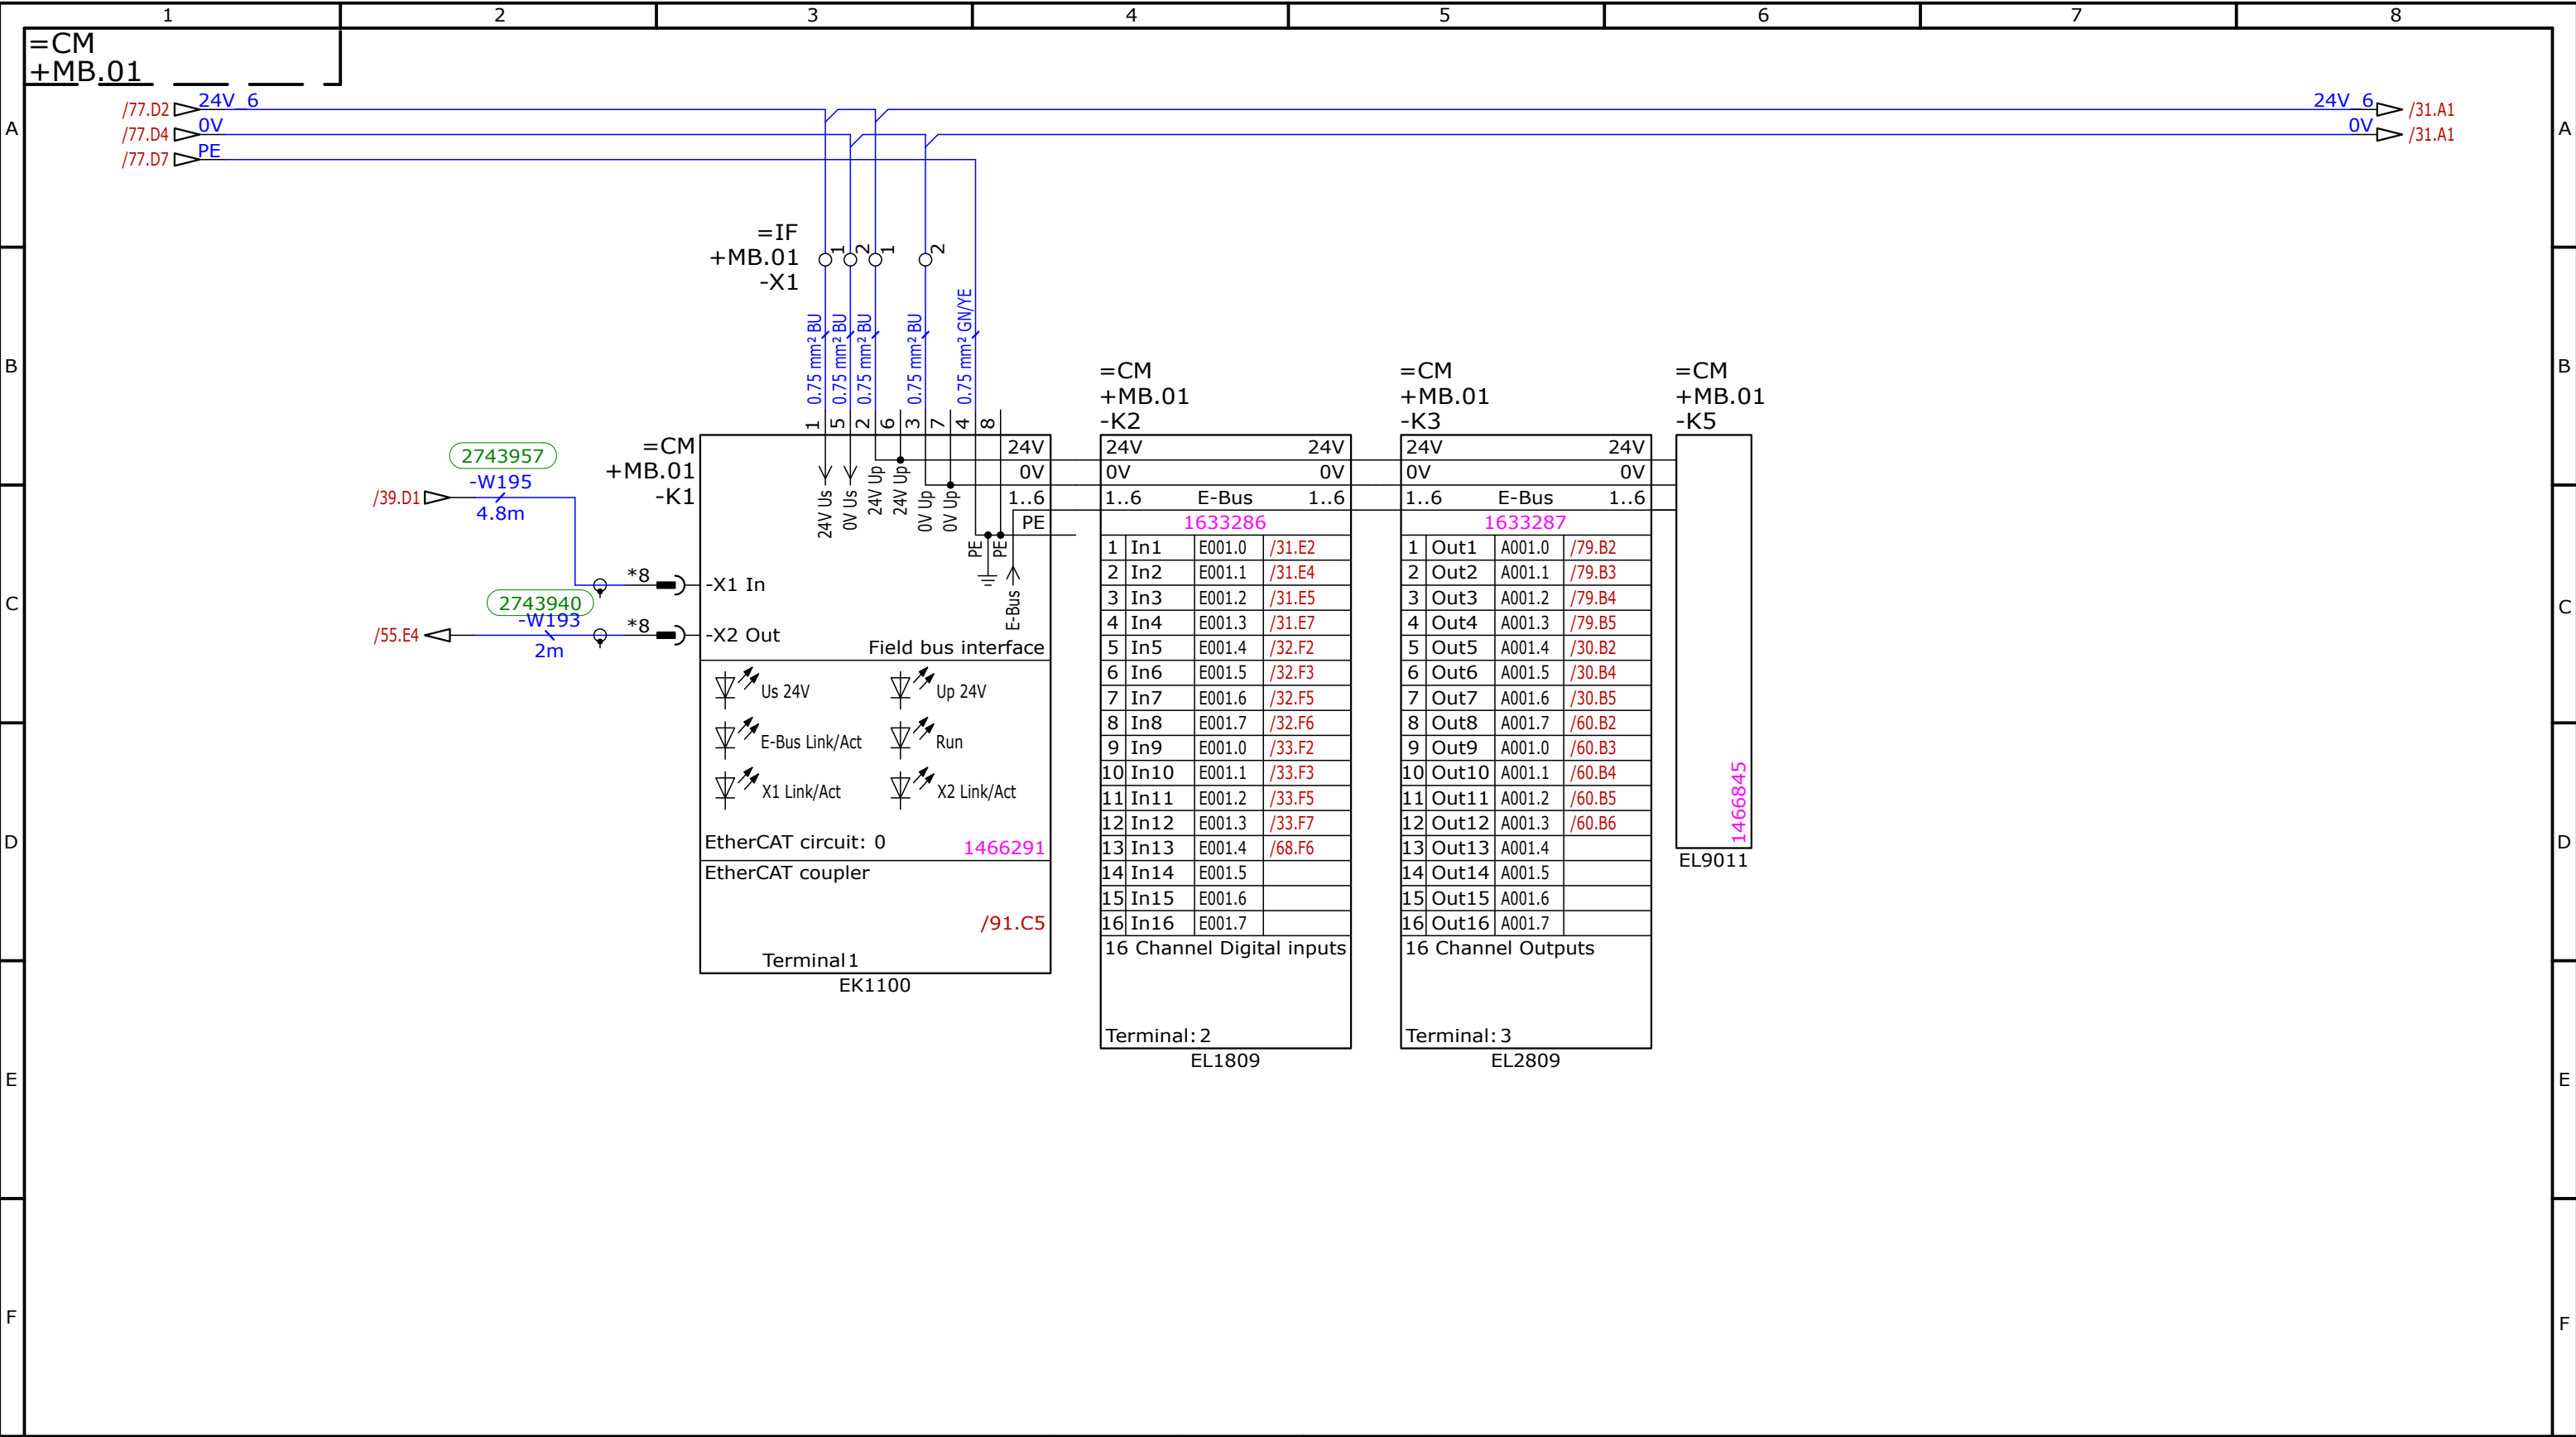 1 2 3 4 5 6 7 8
=CM
+MB.01
/77.D2 24V_6 24V_6 /31.A1
A A
/77.D4 0V 0V /31.A1
/77.D7 PE
=IF
+MB.01
-X1
1 2 1 2
0.75 mm² BU
0.75 mm² BU
0.75 mm² BU
0.75 mm² BU
0.75 mm² GN/YE
B B
1 5 2 6 3 7 4 8
=CM
+MB.01
-K1
24V
0V
1..6
PE
24V Us
0V Us
24V Up
24V Up
0V Up
0V Up
PE
PE
E-Bus
2743957
-W195
/39.D1
4.8m
*8 -X1 In
C C
2743940
-W193
/55.E4 *8 -X2 Out
2m
Field bus interface
Us 24V Up 24V
E-Bus Link/Act Run
X1 Link/Act X2 Link/Act
EtherCAT circuit: 0 1466291
EtherCAT coupler
/91.C5
Terminal1
EK1100
=CM
+MB.01
-K2
24V 24V
0V 0V
1..6 E-Bus 1..6
1633286
1 In1 E001.0 /31.E2
2 In2 E001.1 /31.E4
3 In3 E001.2 /31.E5
4 In4 E001.3 /31.E7
5 In5 E001.4 /32.F2
6 In6 E001.5 /32.F3
7 In7 E001.6 /32.F5
8 In8 E001.7 /32.F6
9 In9 E001.0 /33.F2
10 In10 E001.1 /33.F3
11 In11 E001.2 /33.F5
12 In12 E001.3 /33.F7
13 In13 E001.4 /68.F6
14 In14 E001.5
15 In15 E001.6
16 In16 E001.7
16 Channel Digital inputs
Terminal: 2
EL1809
=CM
+MB.01
-K3
24V 24V
0V 0V
1..6 E-Bus 1..6
1633287
1 Out1 A001.0 /79.B2
2 Out2 A001.1 /79.B3
3 Out3 A001.2 /79.B4
4 Out4 A001.3 /79.B5
5 Out5 A001.4 /30.B2
6 Out6 A001.5 /30.B4
7 Out7 A001.6 /30.B5
8 Out8 A001.7 /60.B2
9 Out9 A001.0 /60.B3
10 Out10 A001.1 /60.B4
11 Out11 A001.2 /60.B5
12 Out12 A001.3 /60.B6
13 Out13 A001.4
14 Out14 A001.5
15 Out15 A001.6
16 Out16 A001.7
16 Channel Outputs
Terminal: 3
EL2809
=CM
+MB.01
-K5
1466845
EL9011
D D
E E
F F